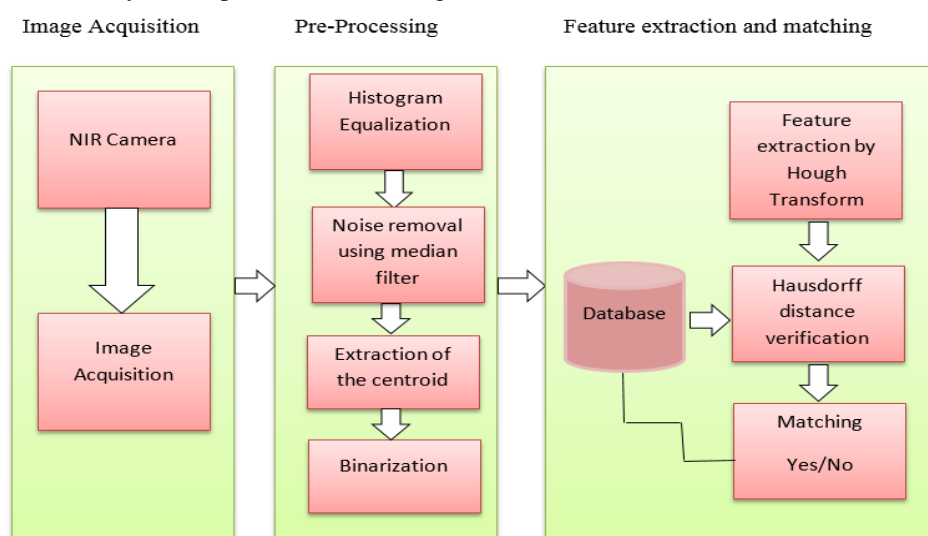 Image Acquisition
Pre-Processing
Feature extraction and matching
NIR Camera
Image
Acquisition
Histogram
Equalization
Noise removal
using median
filter
Extraction of
the centroid
Binarization
Feature
extraction by
Hough
Transform
Database
Hausdorff
distance
verification
Matching
Yes/No